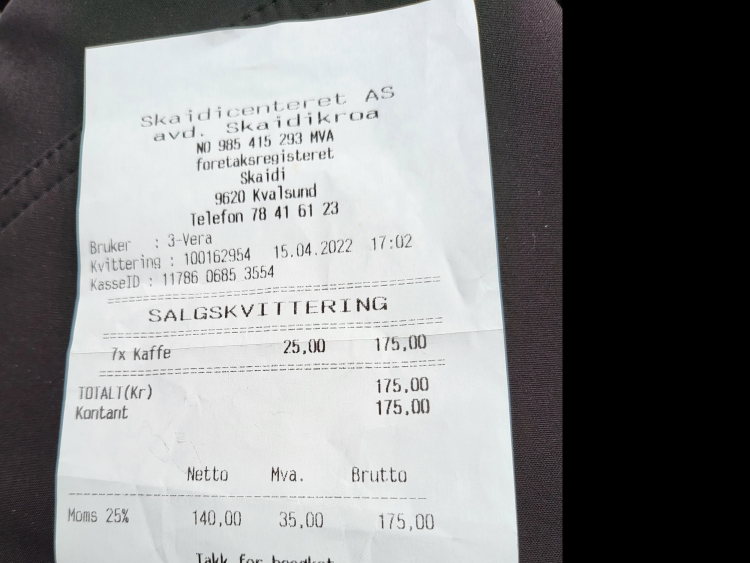 Skaidicenteret AS
avd. Skaidikroa
NO 985 415 293 MVA
foretaksregisteret
Skaidi
9620 Kvalsund
Telefon 78 41 61 23
Bruker : 3-Vera
Kvittering : 100162954 15.04.2022 17:02
KasseID : 11786 0685 3554
SALGSKVITTERING
7x Kaffe 25,00 175,00
TOTALT(Kr) 175,00
Kontant 175,00
Netto Mva. Brutto
Moms 25% 140,00 35,00 175,00
Takk for besøket